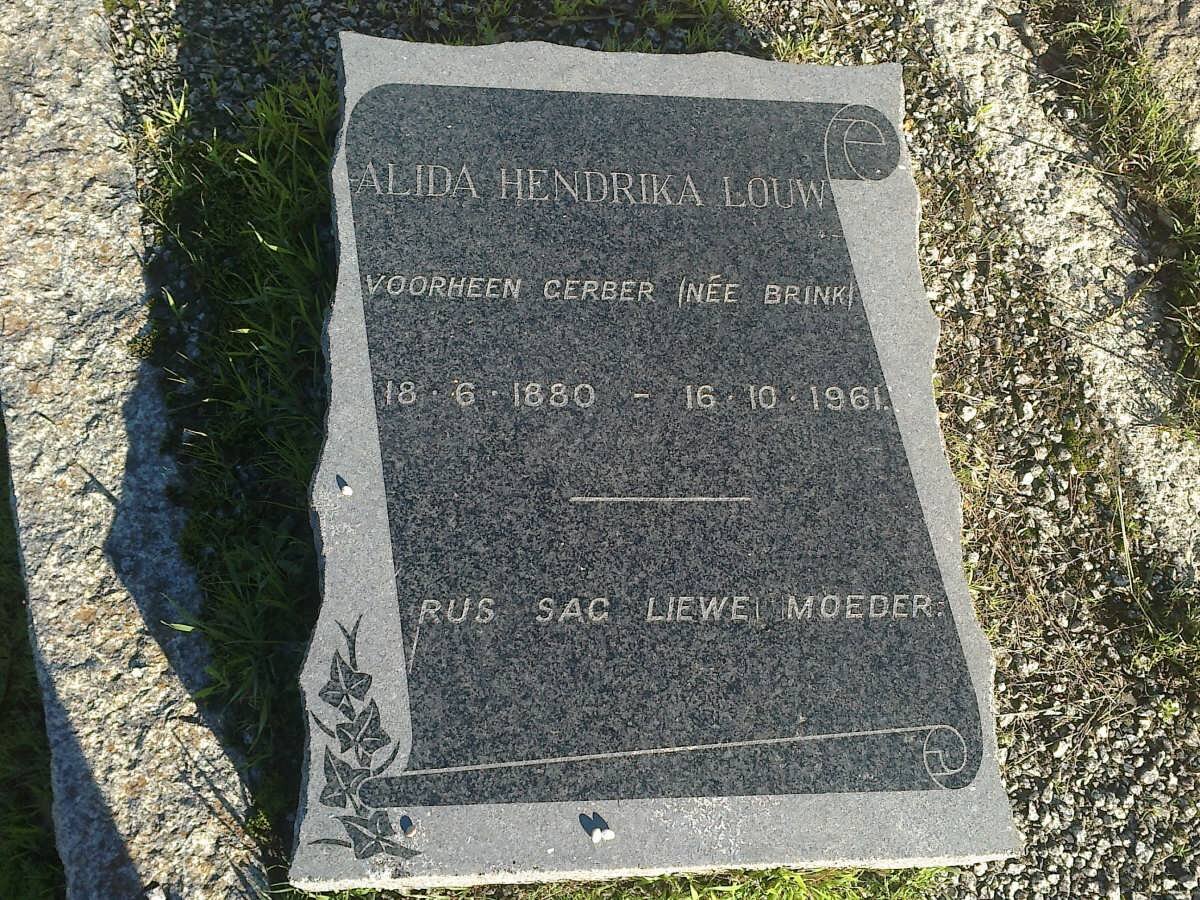 ALIDA HENDRIKA LOUW
VOORHEEN GERBER (NÉE BRINK)
18·6·1880 – 16·10·1961.
RUS SAG LIEWE MOEDER.